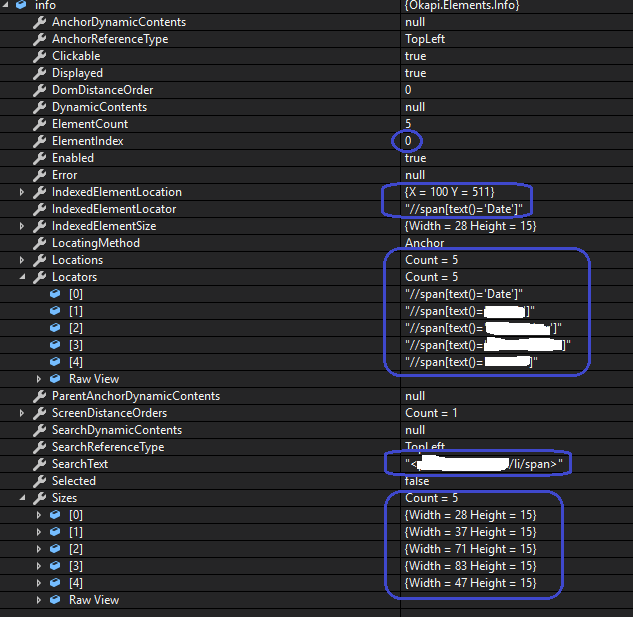 info {Okapi.Elements.Info}
AnchorDynamicContents null
AnchorReferenceType TopLeft
Clickable true
Displayed true
DomDistanceOrder 0
DynamicContents null
ElementCount 5
ElementIndex 0
Enabled true
Error null
IndexedElementLocation {X = 100 Y = 511}
IndexedElementLocator "//span[text()='Date']"
IndexedElementSize {Width = 28 Height = 15}
LocatingMethod Anchor
Locations Count = 5
Locators Count = 5
[0] "//span[text()='Date']"
[1] "//span[text()= ]"
[2] "//span[text()=' ']"
[3] "//span[text()=' ]"
[4] "//span[text()= ]"
Raw View
ParentAnchorDynamicContents null
ScreenDistanceOrders Count = 1
SearchDynamicContents null
SearchReferenceType TopLeft
SearchText "< /li/span>"
Selected false
Sizes Count = 5
[0] {Width = 28 Height = 15}
[1] {Width = 37 Height = 15}
[2] {Width = 71 Height = 15}
[3] {Width = 83 Height = 15}
[4] {Width = 47 Height = 15}
Raw View